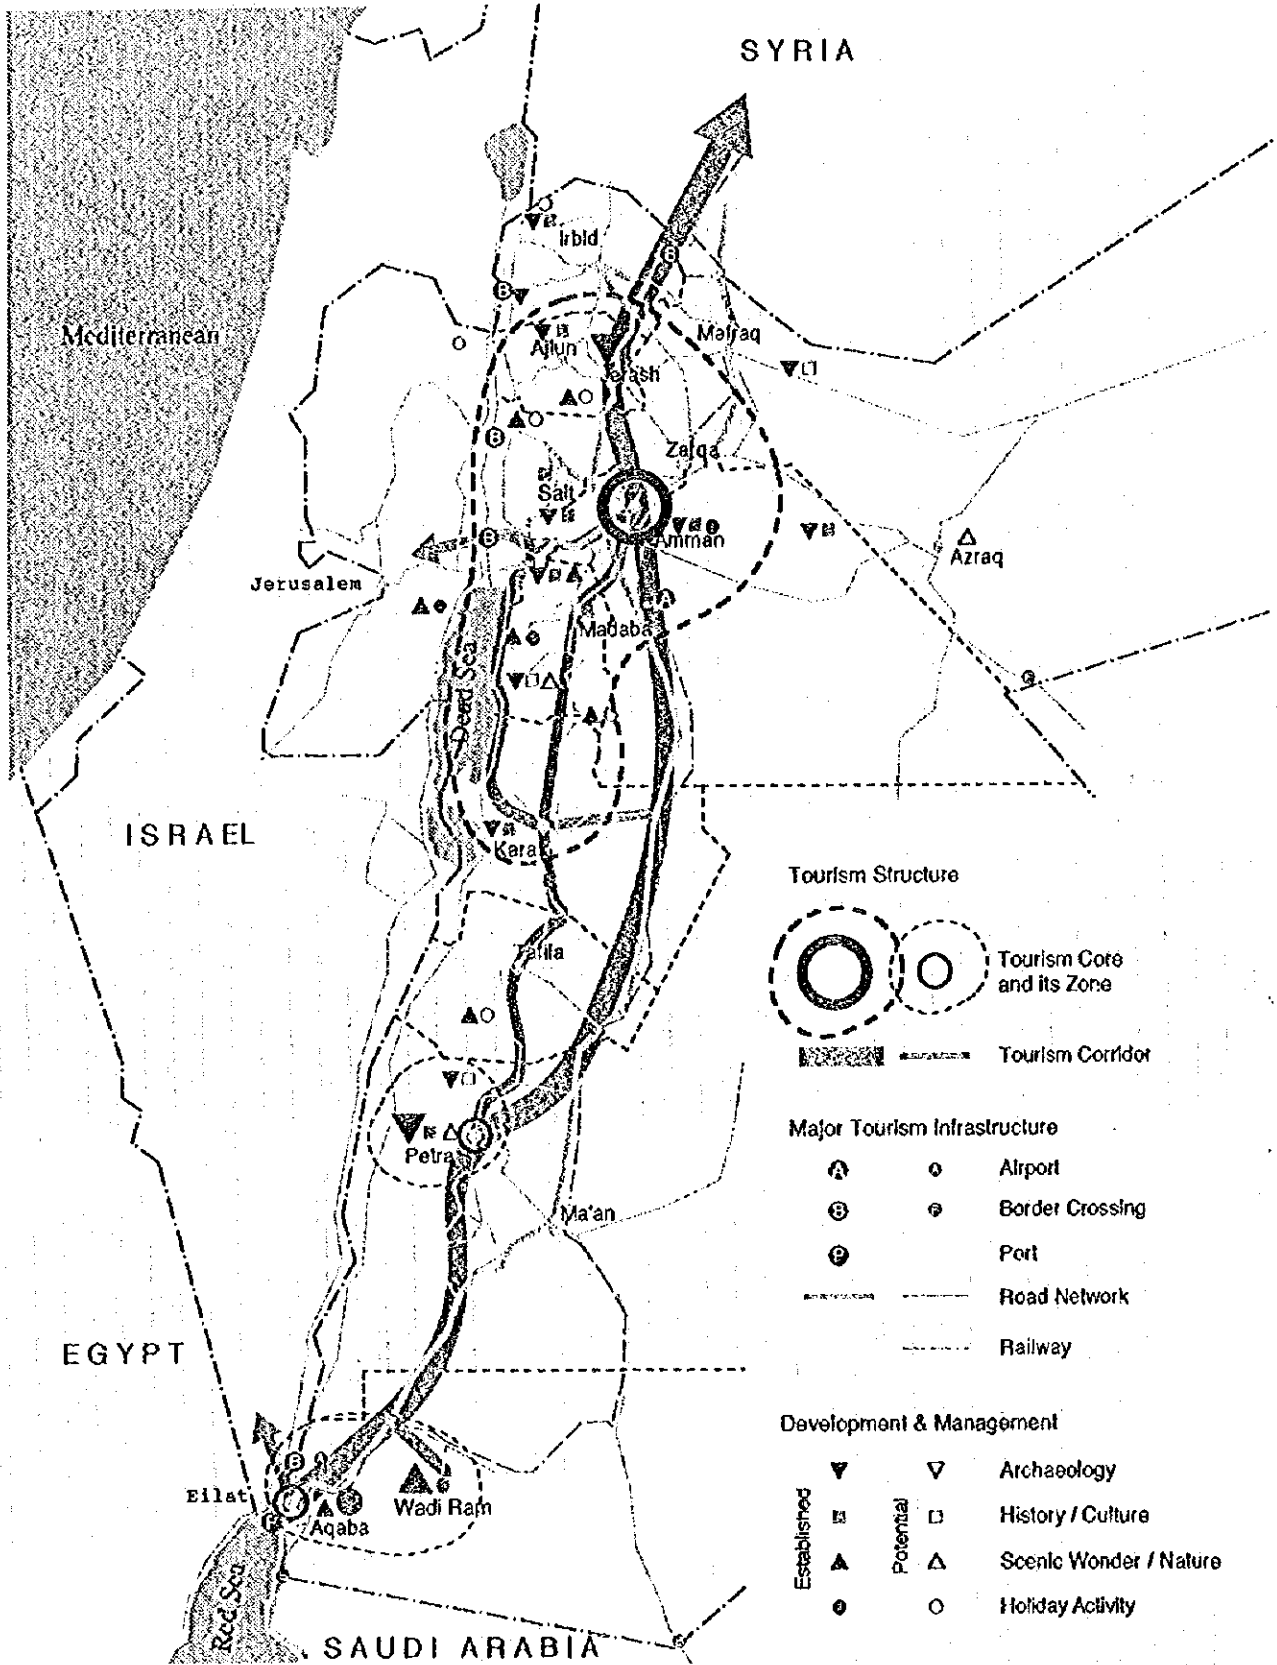 SYRIA
Irbid
Mediterranean
Mafraq
Ajlun
Jerash
Zarqa
Salt
Amman
Azraq
Jerusalem
Madaba
Dead Sea
ISRAEL
Karak
Tafila
Petra
Ma'an
EGYPT
Eilat
Aqaba
Wadi Ram
Red Sea
SAUDI ARABIA
B
B
B
B
A
B
P
Tourism Structure
Tourism Core
and its Zone
Tourism Corridor
Major Tourism Infrastructure
A A Airport
B Border Crossing
P Port
Road Network
Railway
Development & Management
Established
Potential
Archaeology
History / Culture
Scenic Wonder / Nature
Holiday Activity